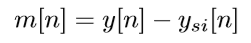 m[n] = y[n] − y_{si}[n]